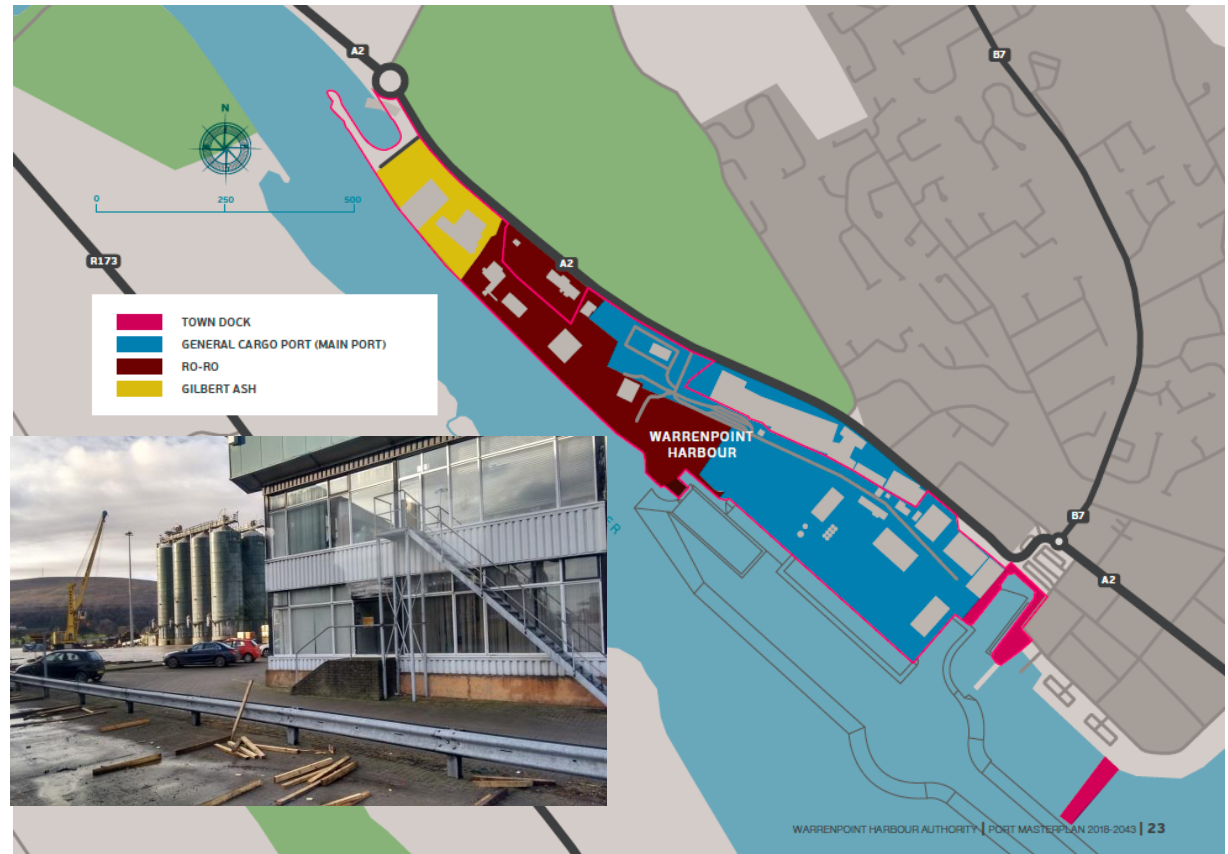 A2
B7
N
0 250 500
R173
A2
TOWN DOCK
GENERAL CARGO PORT (MAIN PORT)
RO-RO
GILBERT ASH
WARRENPOINT
HARBOUR
B7
A2
WARRENPOINT HARBOUR AUTHORITY | PORT MASTERPLAN 2018-2043 | 23